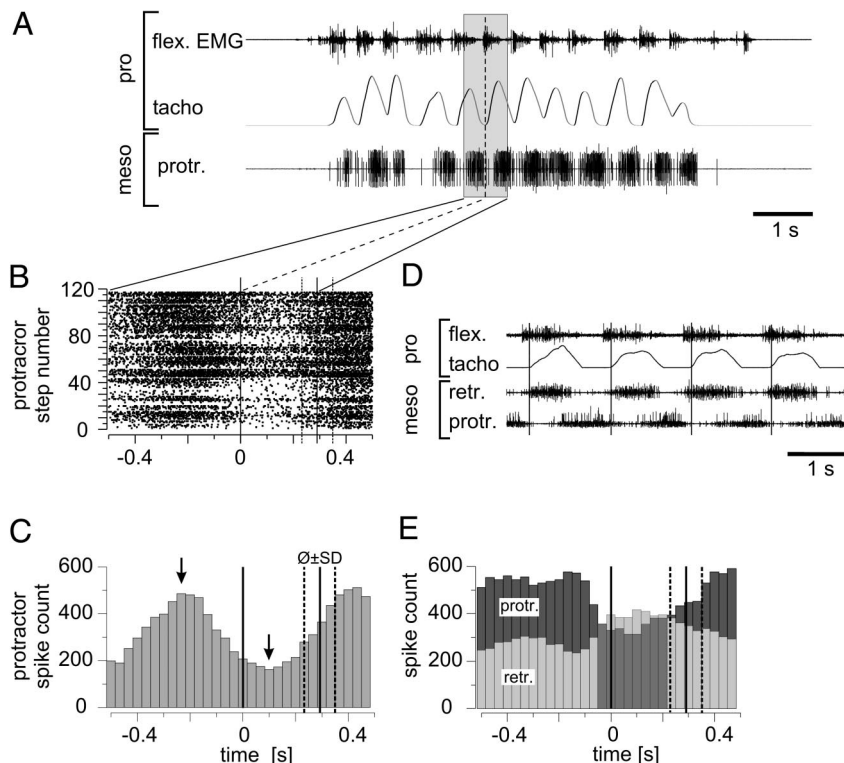 A
pro
flex. EMG
tacho
meso
protr.
1 s
B
protracror
step number
120
80
40
0
-0.4
0
0.4
D
pro
flex.
tacho
meso
retr.
protr.
1 s
C
protractor
spike count
600
400
200
0
Ø±SD
-0.4
0
0.4
time [s]
E
spike count
600
400
200
0
protr.
retr.
-0.4
0
0.4
time [s]